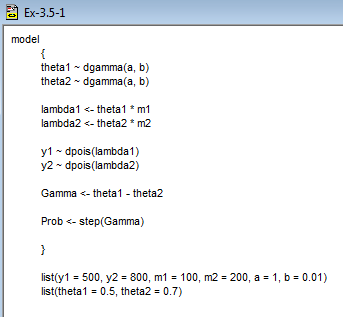 Ex-3.5-1
model
{
theta1 ~ dgamma(a, b)
theta2 ~ dgamma(a, b)
lambda1 <- theta1 * m1
lambda2 <- theta2 * m2
y1 ~ dpois(lambda1)
y2 ~ dpois(lambda2)
Gamma <- theta1 - theta2
Prob <- step(Gamma)
}
list(y1 = 500, y2 = 800, m1 = 100, m2 = 200, a = 1, b = 0.01)
list(theta1 = 0.5, theta2 = 0.7)